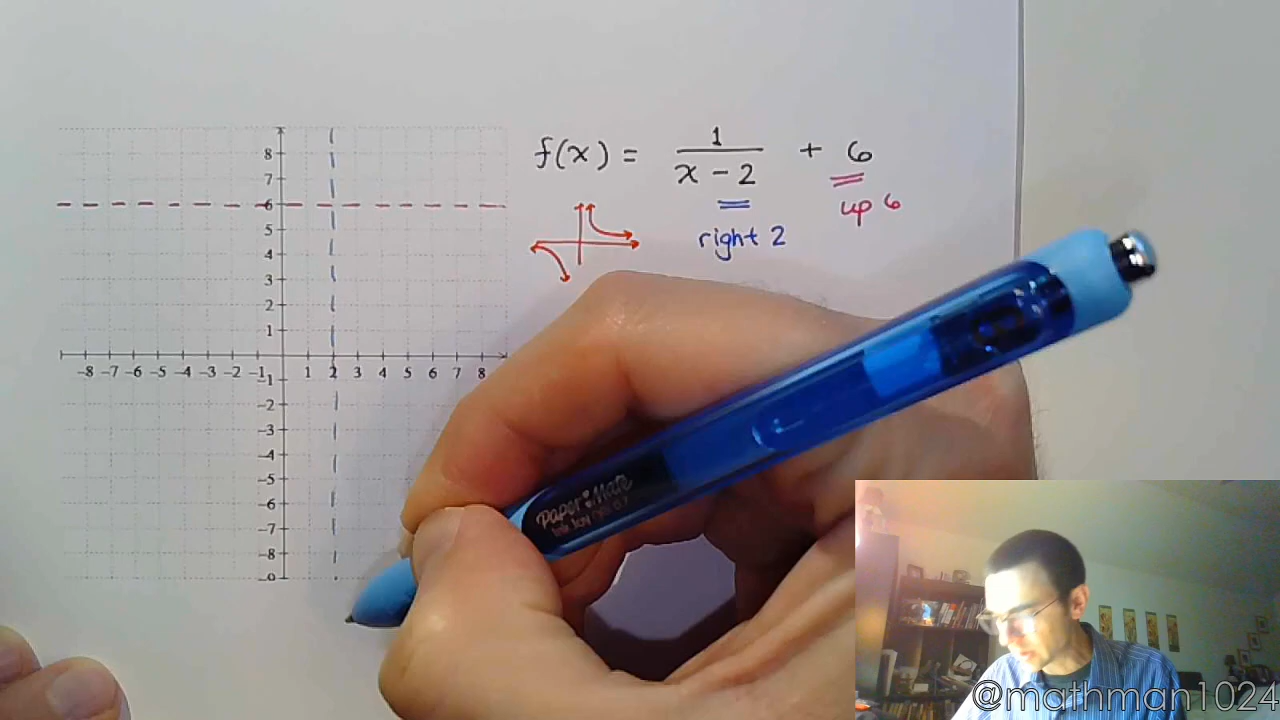 f(x) = 1 / (x - 2) + 6
up 6
right 2
8
7
6
5
4
3
2
1
-8 -7 -6 -5 -4 -3 -2 -1 1 2 3 4 5 6 7 8
-1
-2
-3
-4
-5
-6
-7
-8
Paper Mate
@mathman1024